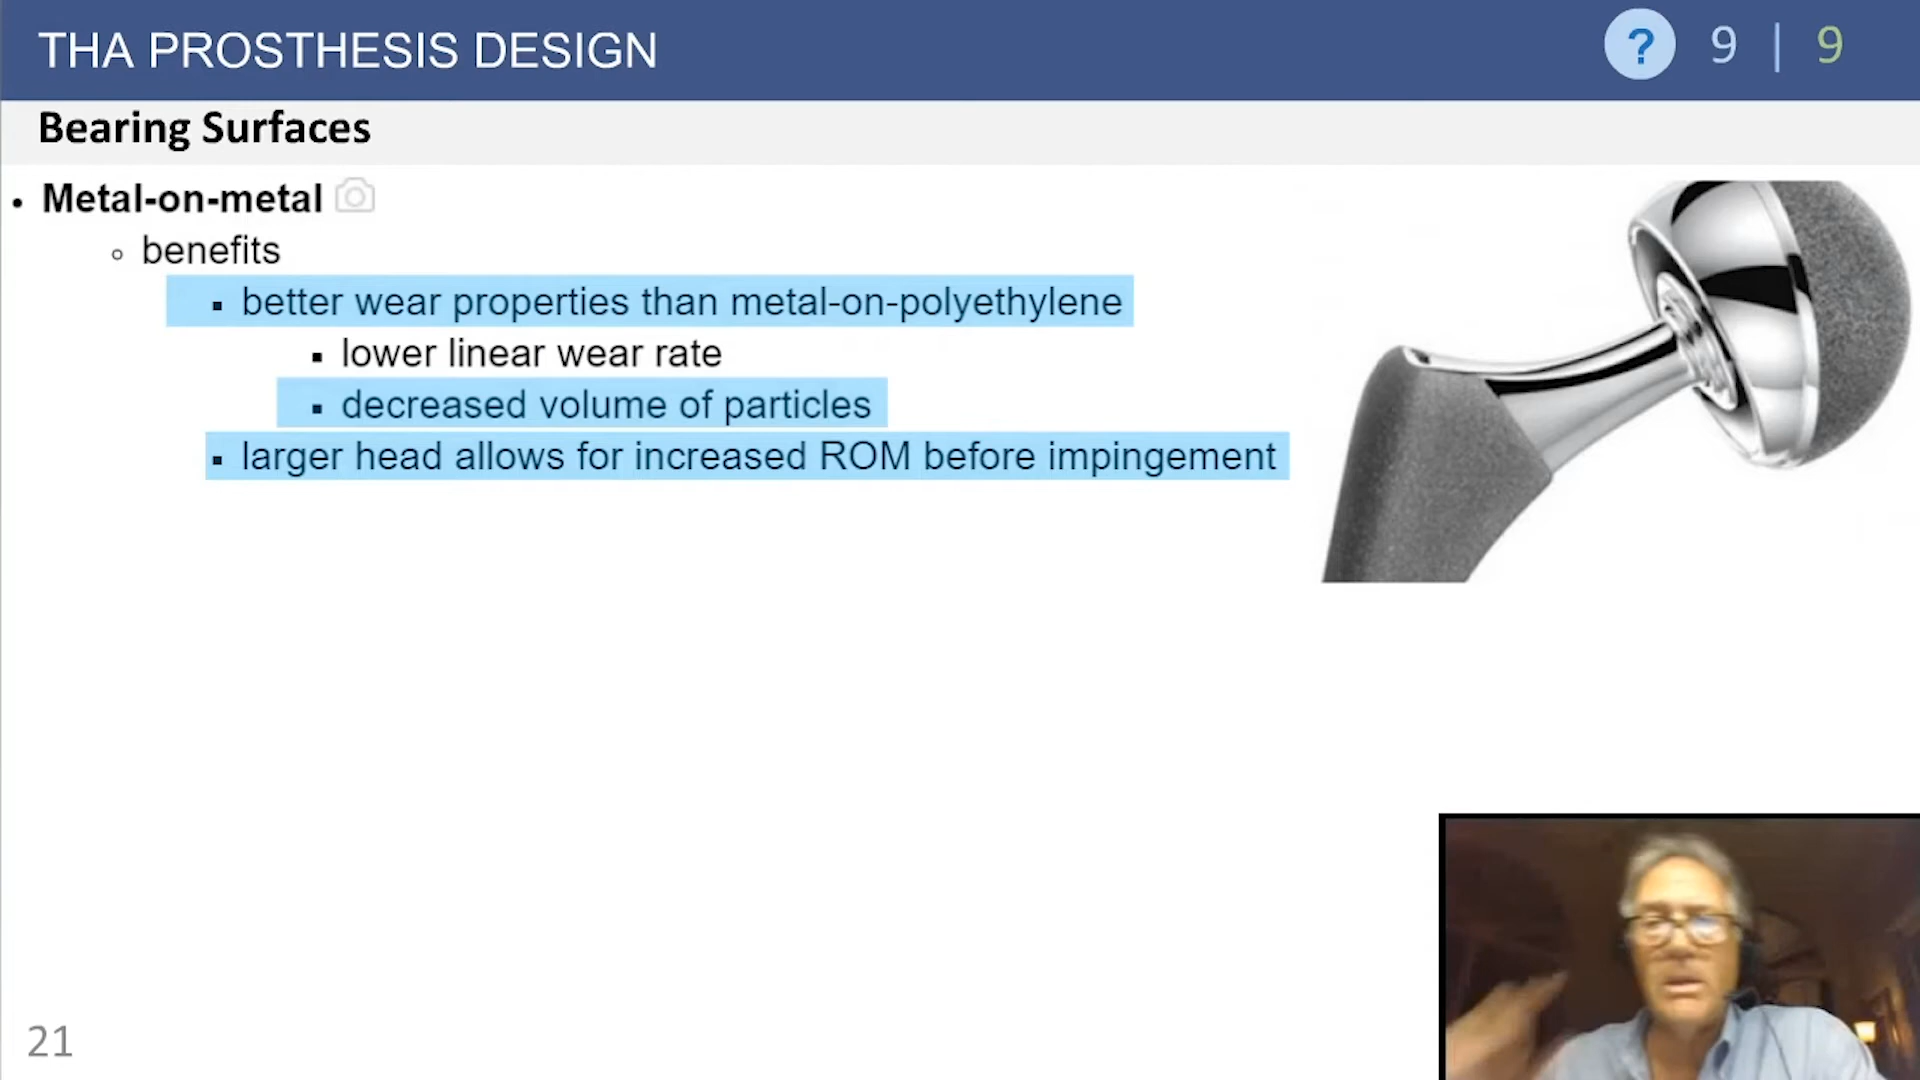 THA PROSTHESIS DESIGN
? 9 | 9
Bearing Surfaces
• Metal-on-metal
○ benefits
▪ better wear properties than metal-on-polyethylene
▪ lower linear wear rate
▪ decreased volume of particles
▪ larger head allows for increased ROM before impingement
21